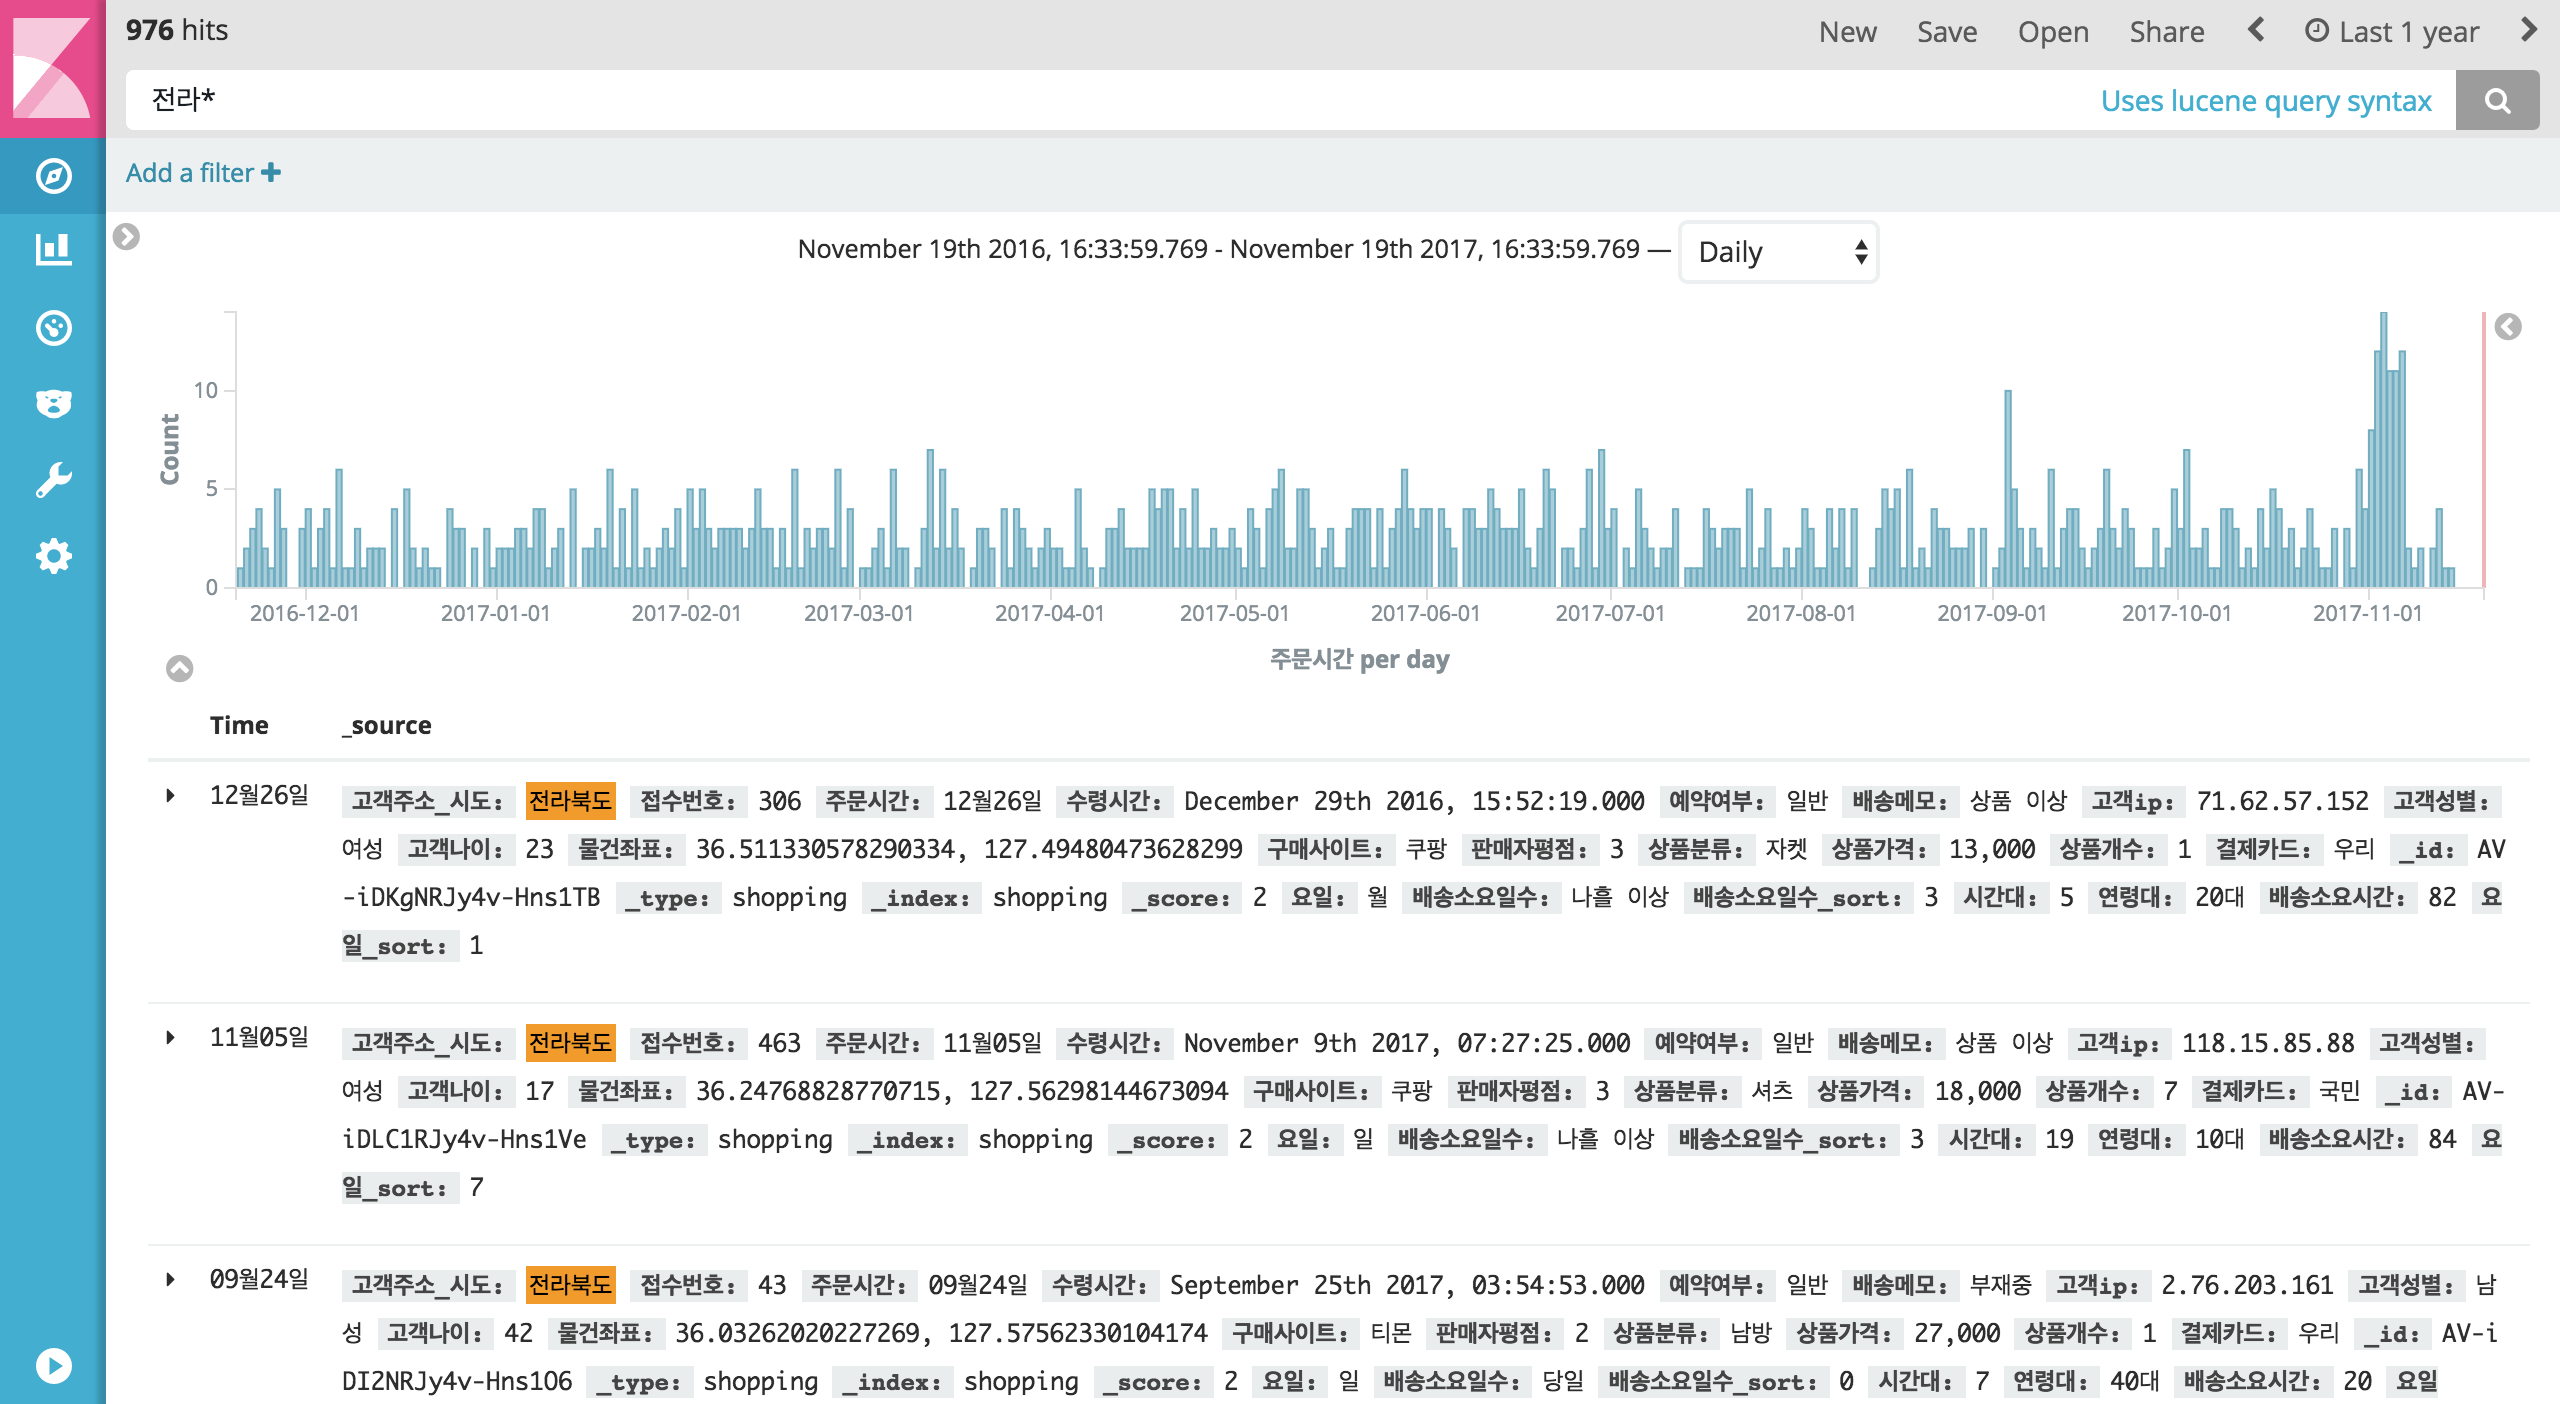 976 hits
New Save Open Share Last 1 year
전라*
Uses lucene query syntax
Add a filter
November 19th 2016, 16:33:59.769 - November 19th 2017, 16:33:59.769 — Daily
Count
10
5
0
2016-12-01 2017-01-01 2017-02-01 2017-03-01 2017-04-01 2017-05-01 2017-06-01 2017-07-01 2017-08-01 2017-09-01 2017-10-01 2017-11-01
주문시간 per day
Time _source
12월26일 고객주소_시도: 전라북도 접수번호: 306 주문시간: 12월26일 수령시간: December 29th 2016, 15:52:19.000 예약여부: 일반 배송메모: 상품 이상 고객ip: 71.62.57.152 고객성별:
여성 고객나이: 23 물건좌표: 36.511330578290334, 127.49480473628299 구매사이트: 쿠팡 판매자평점: 3 상품분류: 자켓 상품가격: 13,000 상품개수: 1 결제카드: 우리 _id: AV
-iDKgNRJy4v-Hns1TB _type: shopping _index: shopping _score: 2 요일: 월 배송소요일수: 나흘 이상 배송소요일수_sort: 3 시간대: 5 연령대: 20대 배송소요시간: 82 요
일_sort: 1
11월05일 고객주소_시도: 전라북도 접수번호: 463 주문시간: 11월05일 수령시간: November 9th 2017, 07:27:25.000 예약여부: 일반 배송메모: 상품 이상 고객ip: 118.15.85.88 고객성별:
여성 고객나이: 17 물건좌표: 36.24768828770715, 127.56298144673094 구매사이트: 쿠팡 판매자평점: 3 상품분류: 셔츠 상품가격: 18,000 상품개수: 7 결제카드: 국민 _id: AV-
iDLC1RJy4v-Hns1Ve _type: shopping _index: shopping _score: 2 요일: 일 배송소요일수: 나흘 이상 배송소요일수_sort: 3 시간대: 19 연령대: 10대 배송소요시간: 84 요
일_sort: 7
09월24일 고객주소_시도: 전라북도 접수번호: 43 주문시간: 09월24일 수령시간: September 25th 2017, 03:54:53.000 예약여부: 일반 배송메모: 부재중 고객ip: 2.76.203.161 고객성별: 남
성 고객나이: 42 물건좌표: 36.03262020227269, 127.57562330104174 구매사이트: 티몬 판매자평점: 2 상품분류: 남방 상품가격: 27,000 상품개수: 1 결제카드: 우리 _id: AV-i
DI2NRJy4v-Hns1O6 _type: shopping _index: shopping _score: 2 요일: 일 배송소요일수: 당일 배송소요일수_sort: 0 시간대: 7 연령대: 40대 배송소요시간: 20 요일